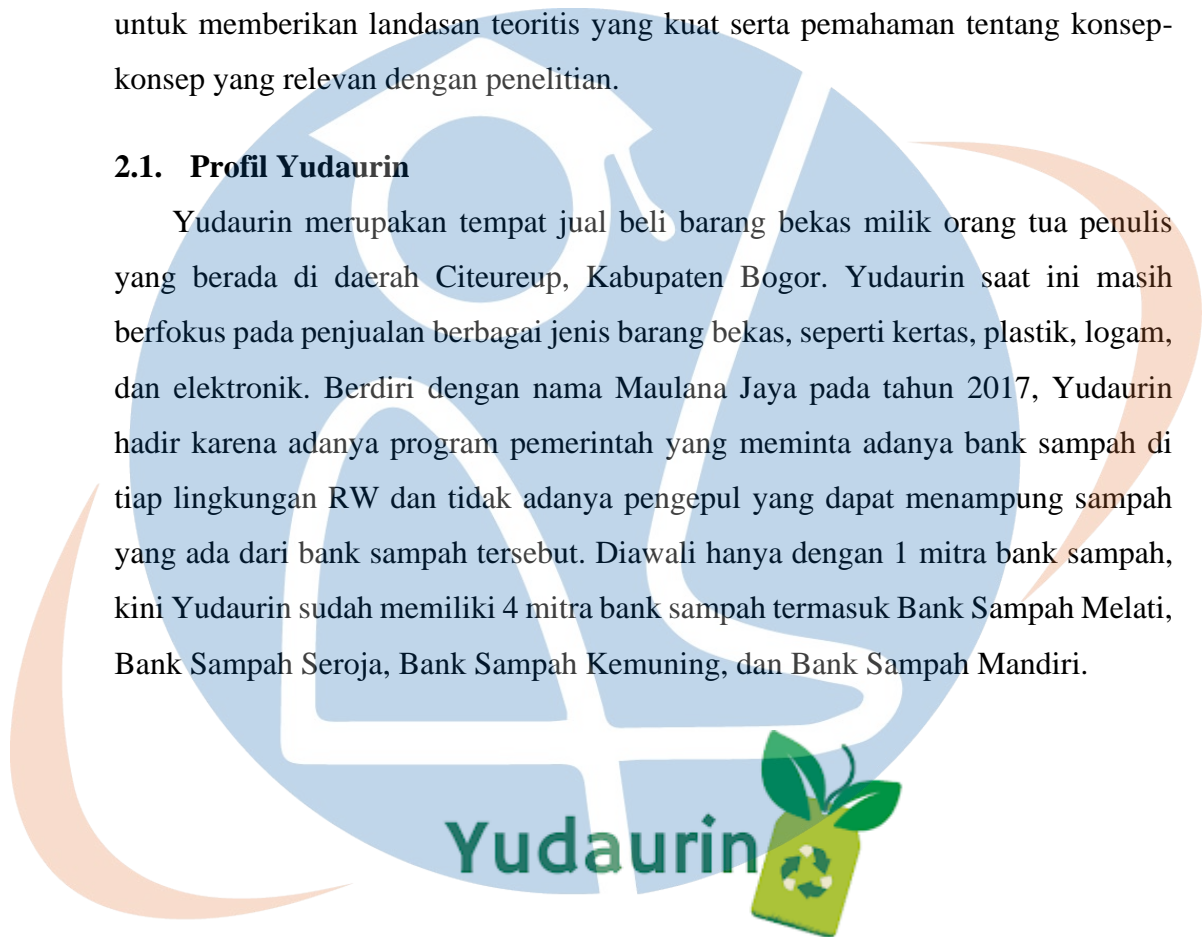 untuk memberikan landasan teoritis yang kuat serta pemahaman tentang konsep-
konsep yang relevan dengan penelitian.
2.1. Profil Yudaurin
Yudaurin merupakan tempat jual beli barang bekas milik orang tua penulis
yang berada di daerah Citeureup, Kabupaten Bogor. Yudaurin saat ini masih
berfokus pada penjualan berbagai jenis barang bekas, seperti kertas, plastik, logam,
dan elektronik. Berdiri dengan nama Maulana Jaya pada tahun 2017, Yudaurin
hadir karena adanya program pemerintah yang meminta adanya bank sampah di
tiap lingkungan RW dan tidak adanya pengepul yang dapat menampung sampah
yang ada dari bank sampah tersebut. Diawali hanya dengan 1 mitra bank sampah,
kini Yudaurin sudah memiliki 4 mitra bank sampah termasuk Bank Sampah Melati,
Bank Sampah Seroja, Bank Sampah Kemuning, dan Bank Sampah Mandiri.
Yudaurin